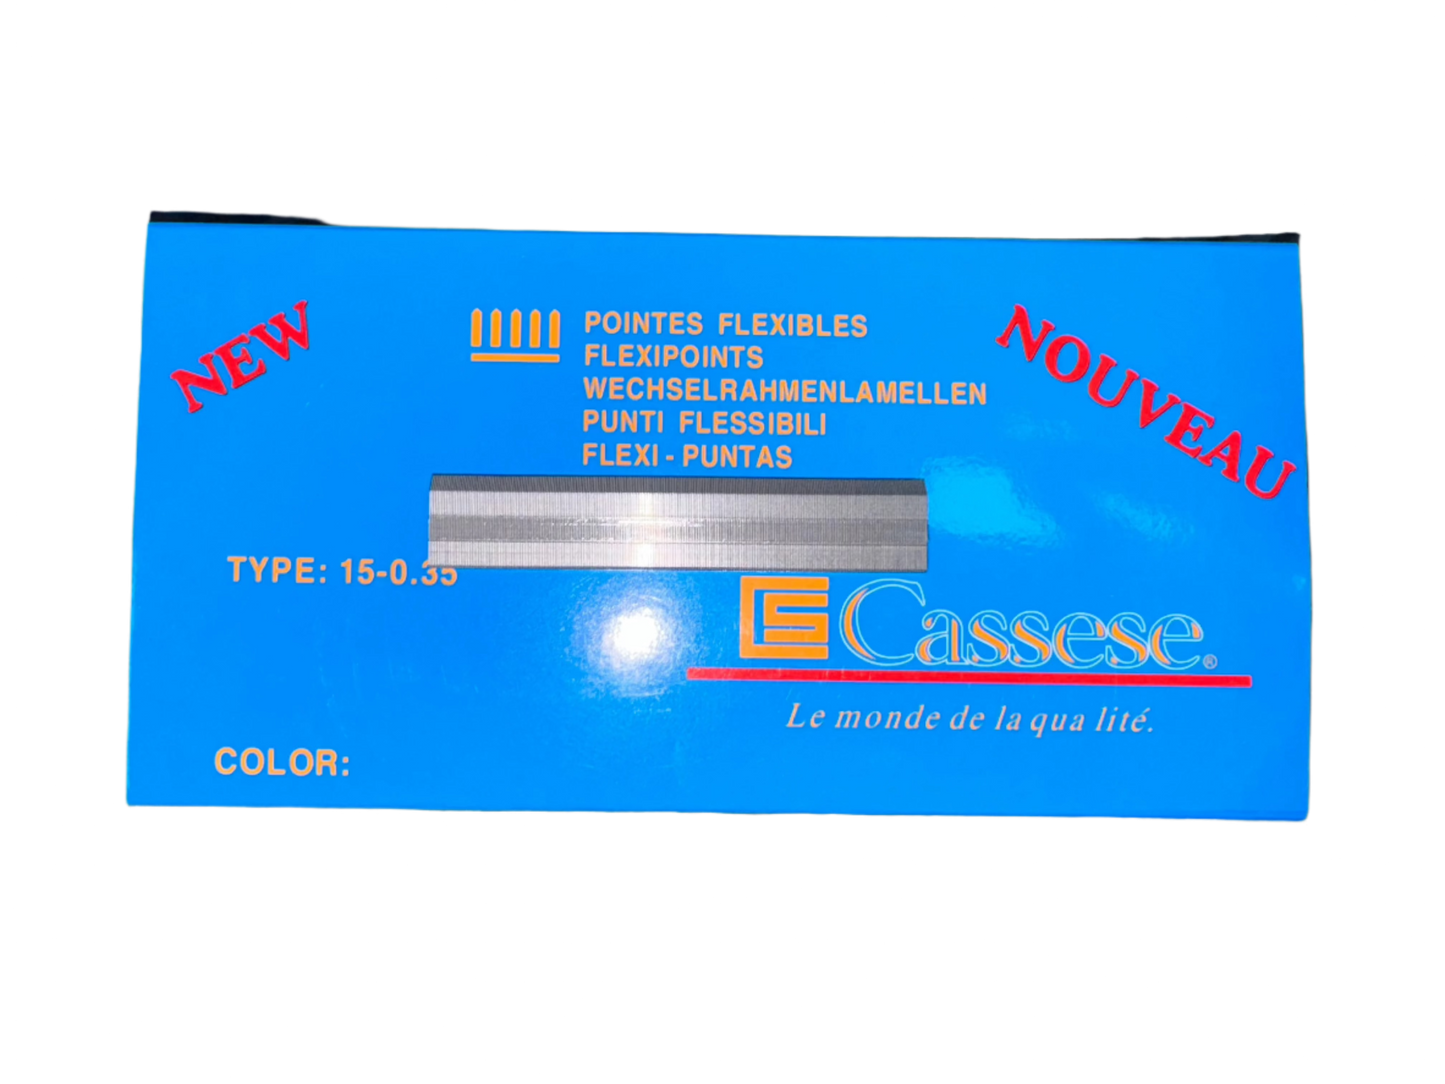 NEW
NOUVEAU
POINTES FLEXIBLES
FLEXIPOINTS
WECHSELRAHMENLAMELLEN
PUNTI FLESSIBILI
FLEXI - PUNTAS
TYPE: 15-0.35
CS Cassese®
Le monde de la qua lité.
COLOR: